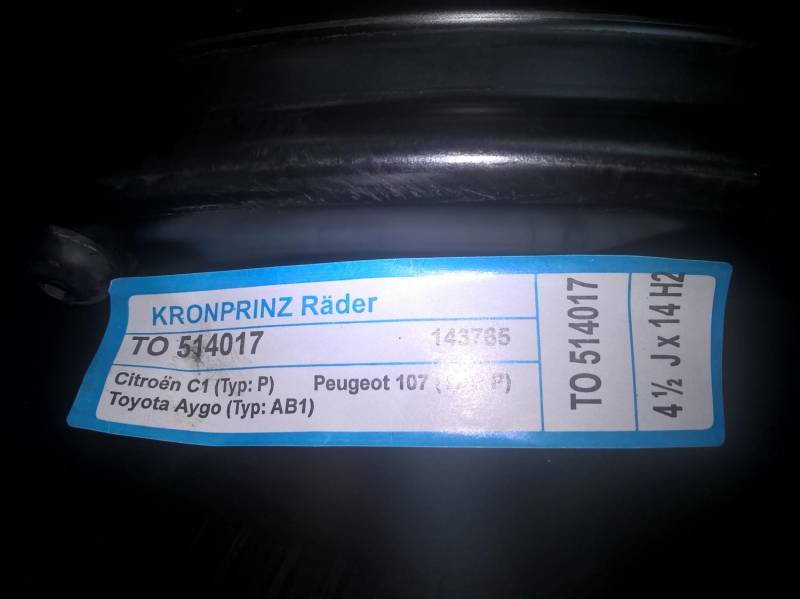 KRONPRINZ Räder
TO 514017 143765
Citroën C1 (Typ: P) Peugeot 107 (Typ: P)
Toyota Aygo (Typ: AB1)
TO 514017
4 ½ J x 14 H2